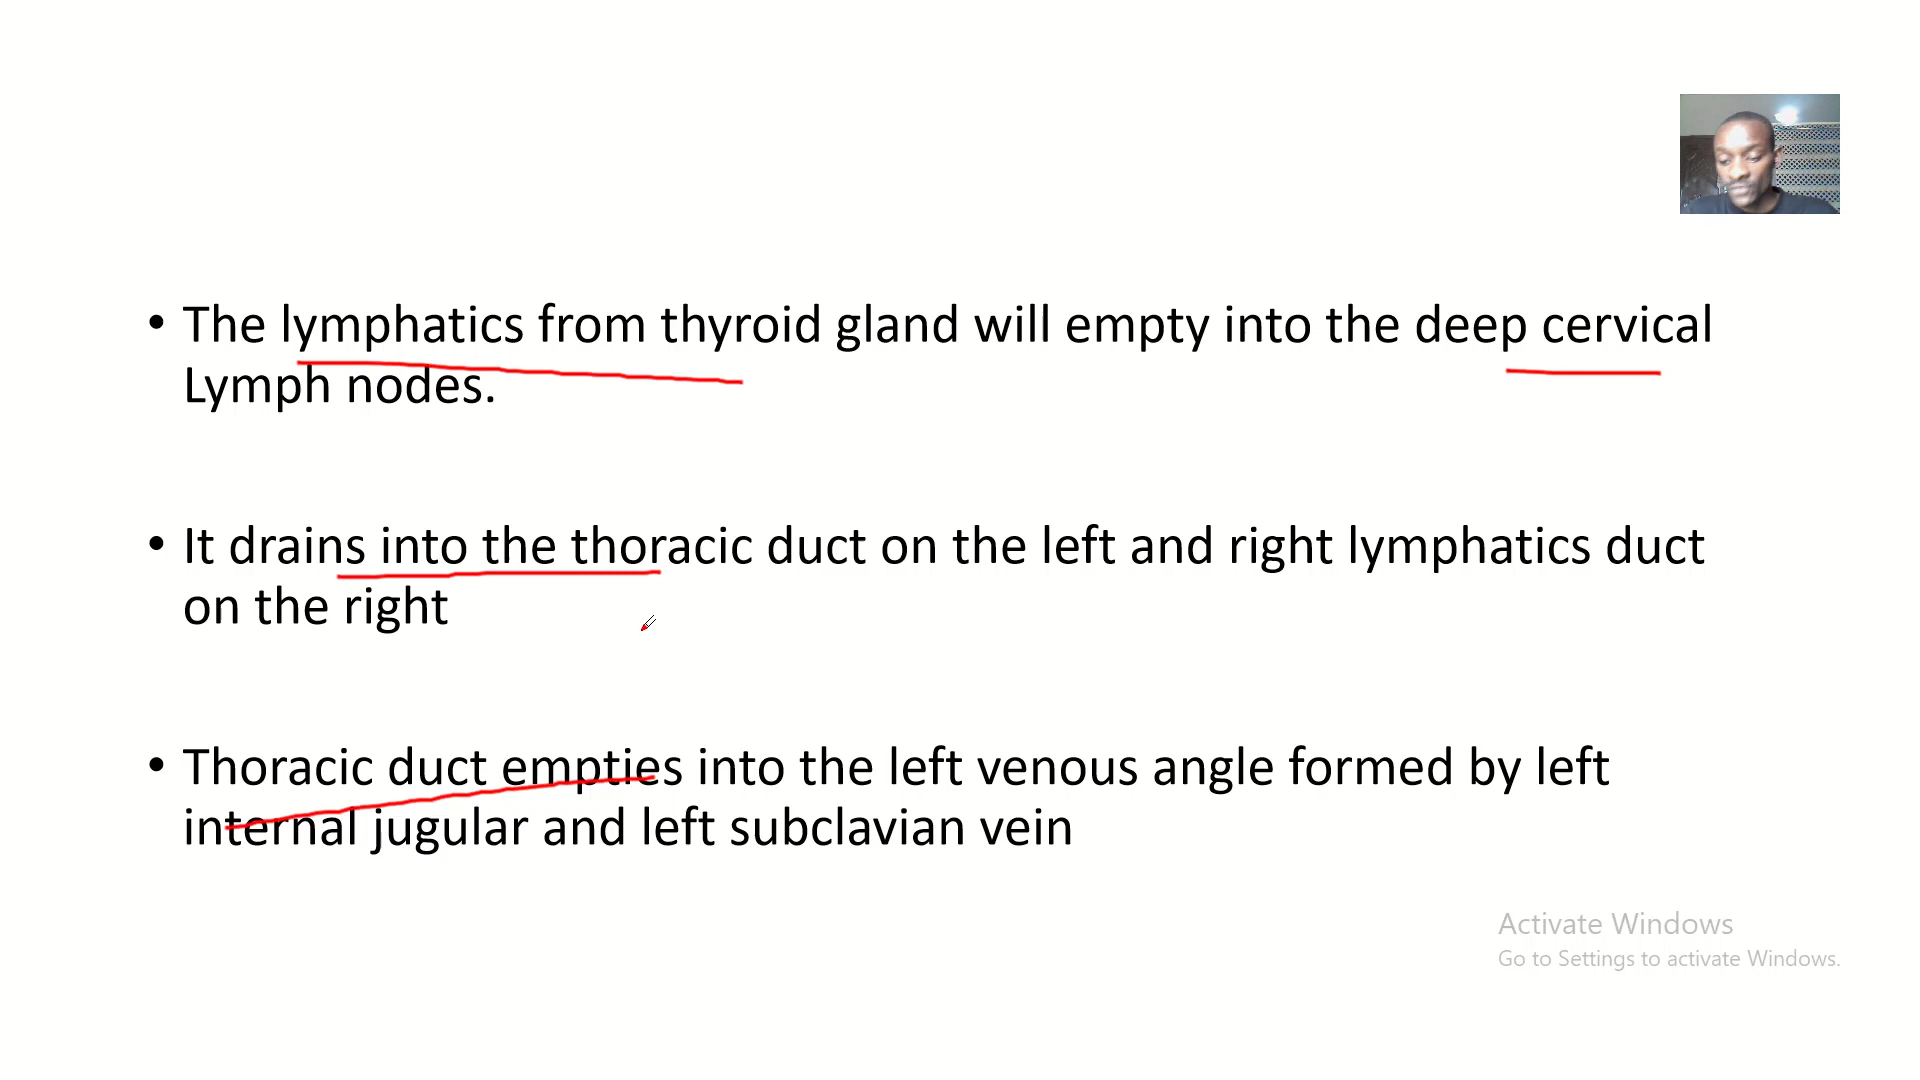 • The lymphatics from thyroid gland will empty into the deep cervical
Lymph nodes.
• It drains into the thoracic duct on the left and right lymphatics duct
on the right
• Thoracic duct empties into the left venous angle formed by left
internal jugular and left subclavian vein
Activate Windows
Go to Settings to activate Windows.